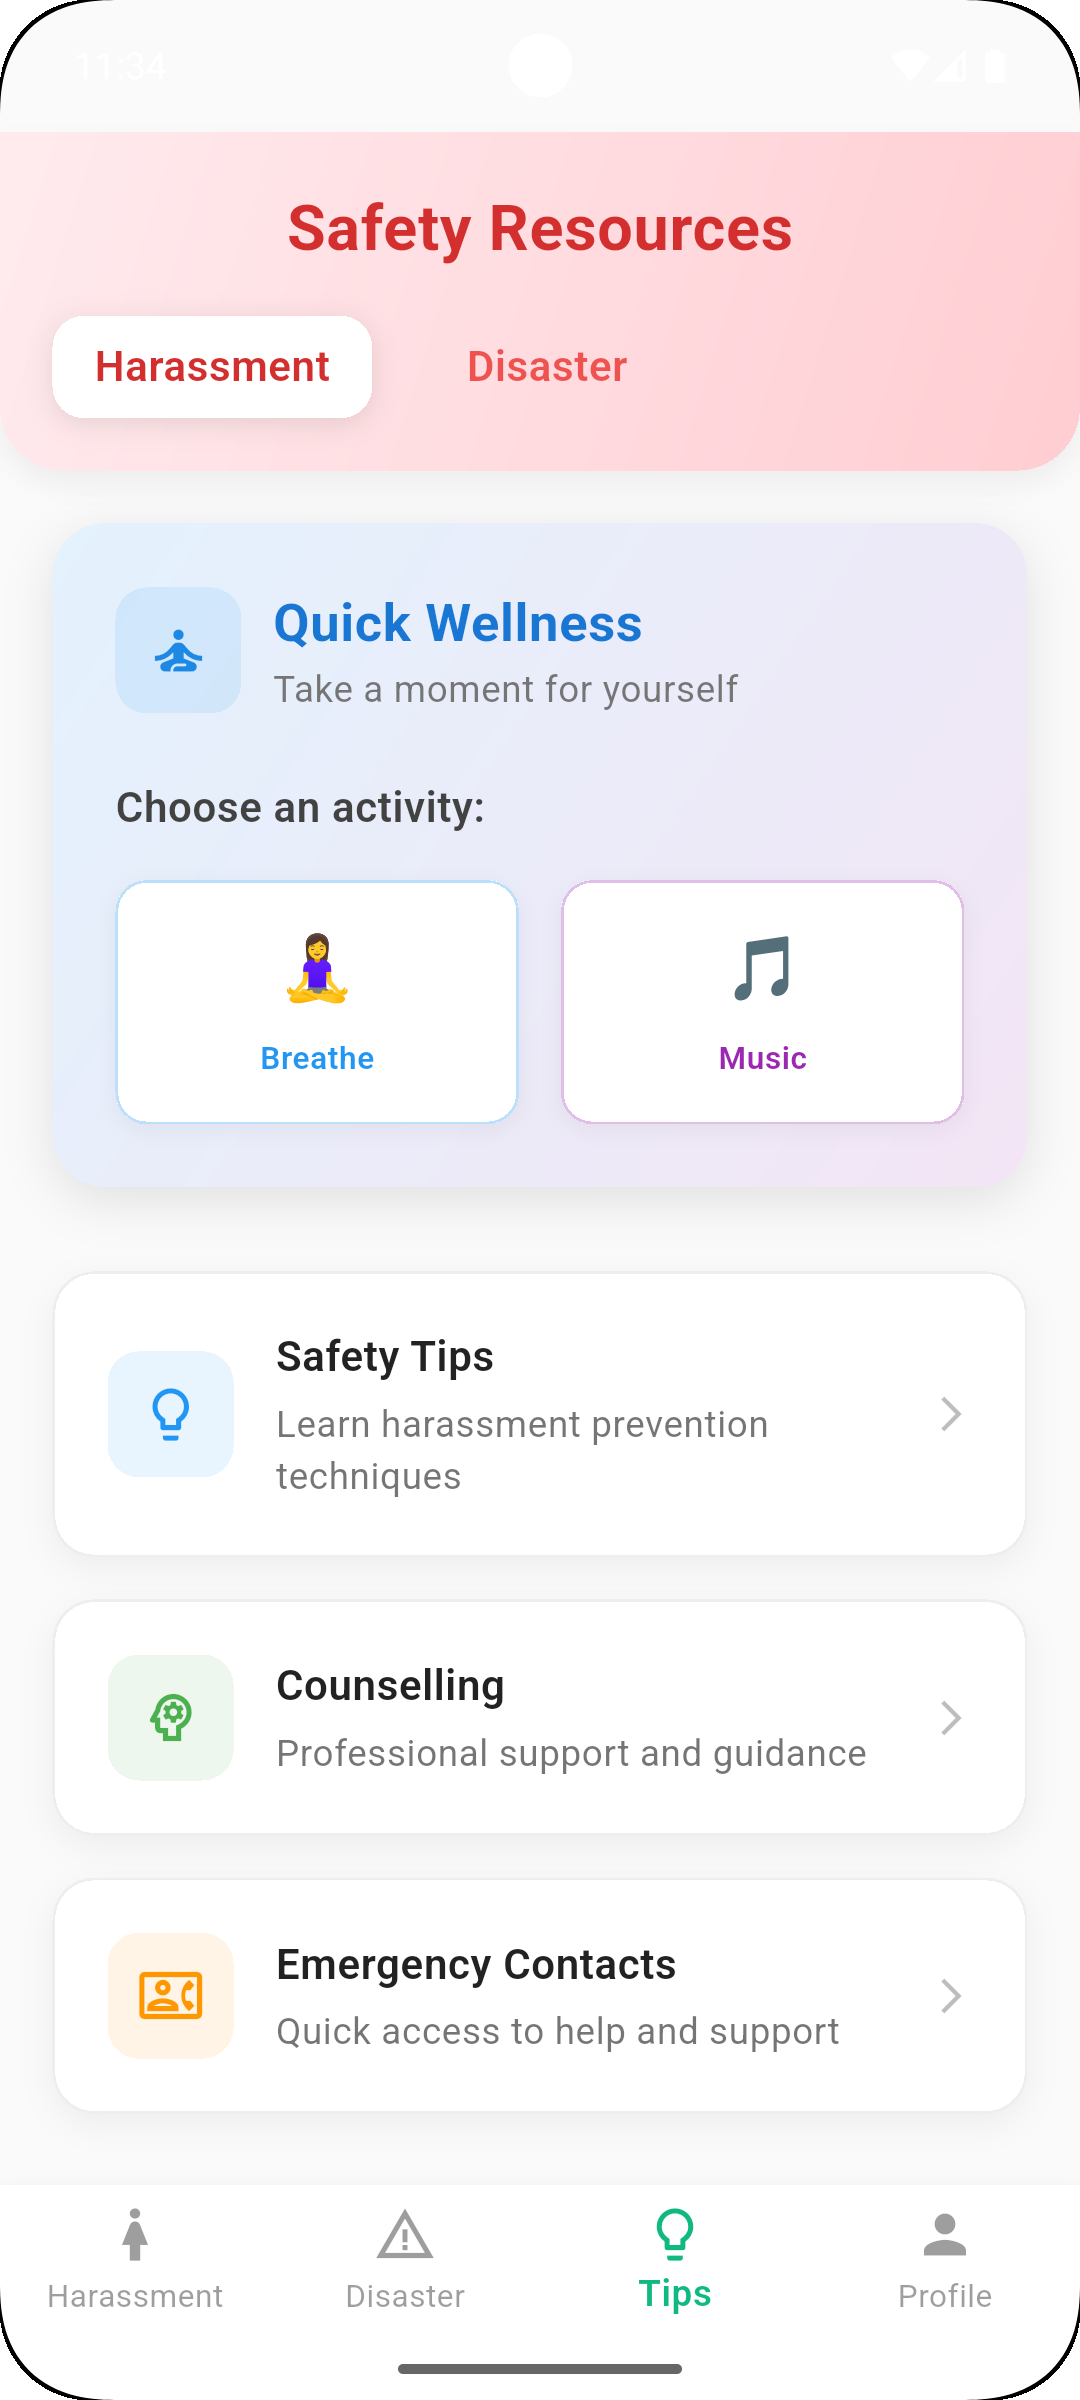 11:34
Safety Resources
Harassment
Disaster
Quick Wellness
Take a moment for yourself
Choose an activity:
Breathe
Music
Safety Tips
Learn harassment prevention
techniques
Counselling
Professional support and guidance
Emergency Contacts
Quick access to help and support
Harassment
Disaster
Tips
Profile